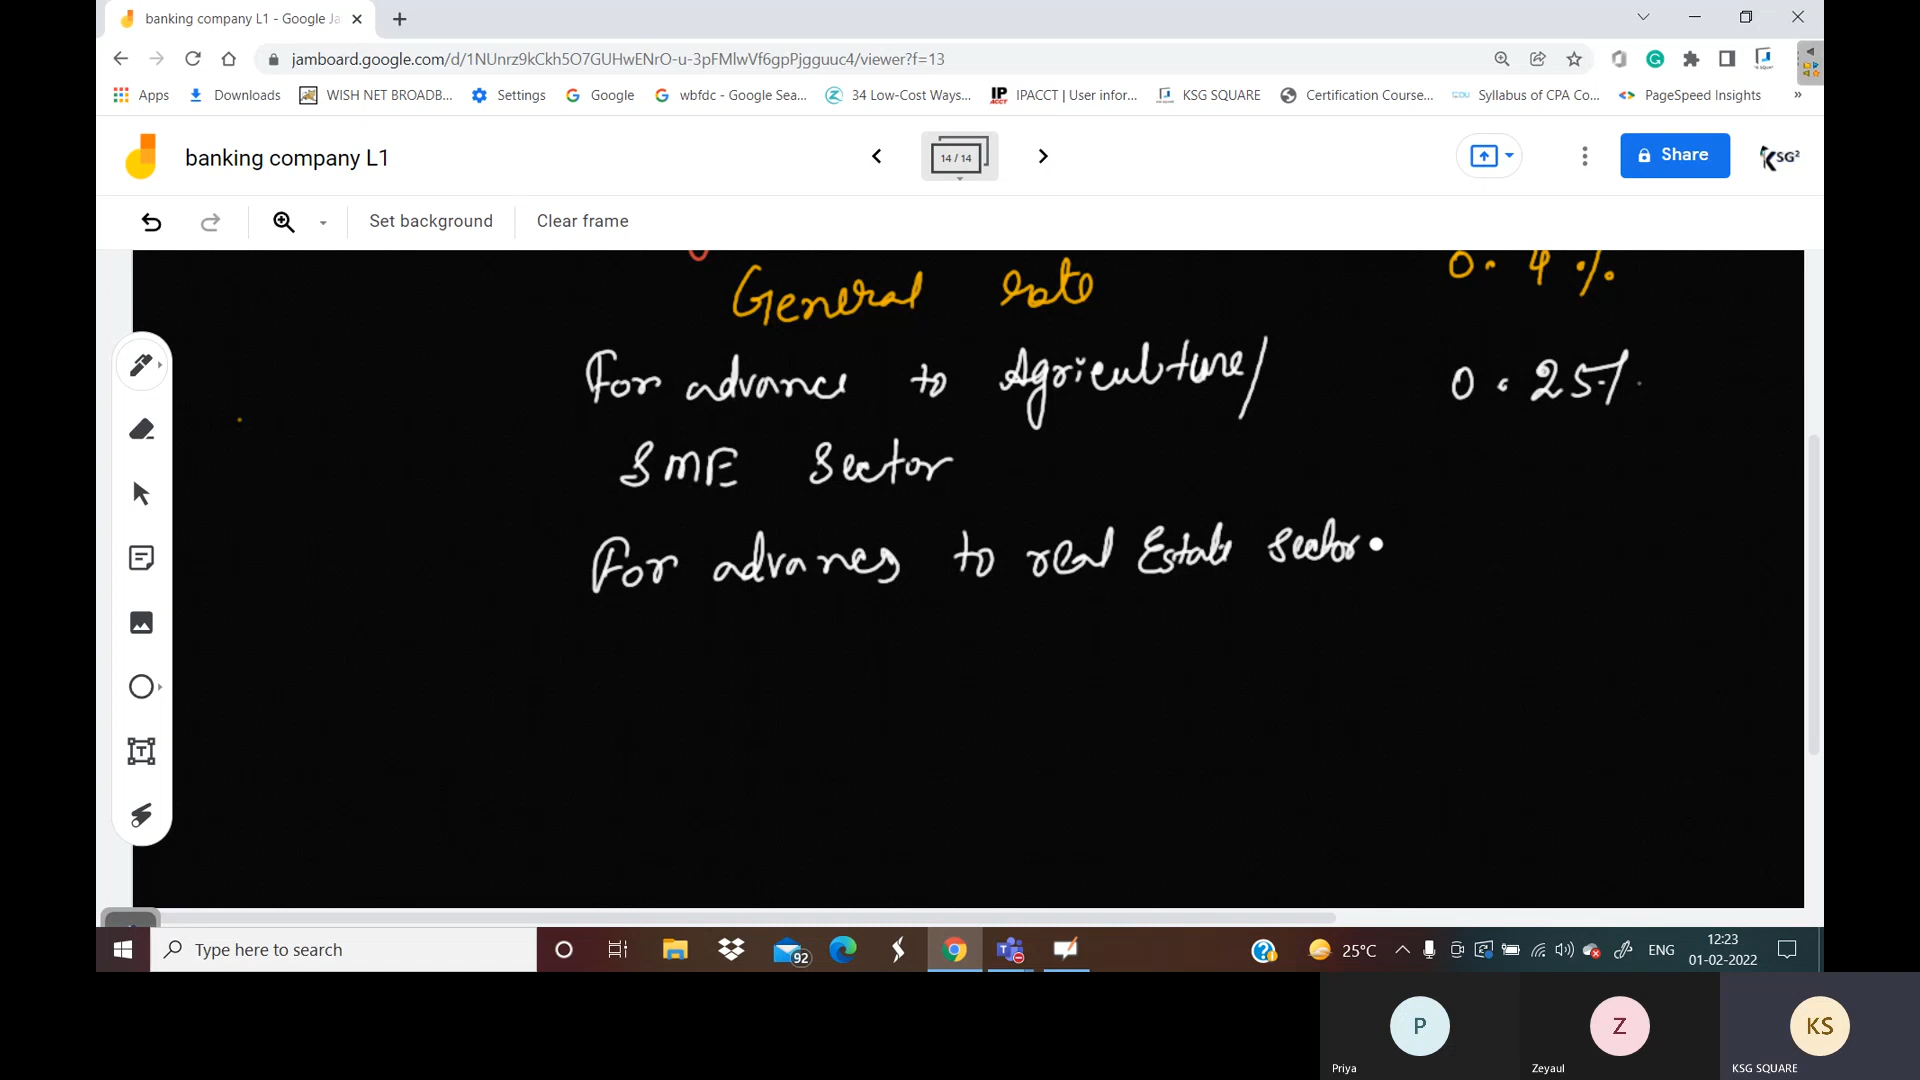 banking company L1 - Google Ja
jamboard.google.com/d/1NUnrz9kCkh5O7GUHwENrO-u-3pFMlwVf6gpPjgguuc4/viewer?f=13
Apps Downloads WISH NET BROADB... Settings Google wbfdc - Google Sea... 34 Low-Cost Ways... IPACCT | User infor... KSG SQUARE Certification Course... Syllabus of CPA Co... PageSpeed Insights »
banking company L1 14 / 14 Share KSG²
Set background Clear frame
General rate 0.4%
For advance to Agriculture/ 0.25%
SME Sector
For advances to real Estate Sector
Type here to search 92 25°C ENG 12:23
01-02-2022
P Z KS
Priya Zeyaul KSG SQUARE